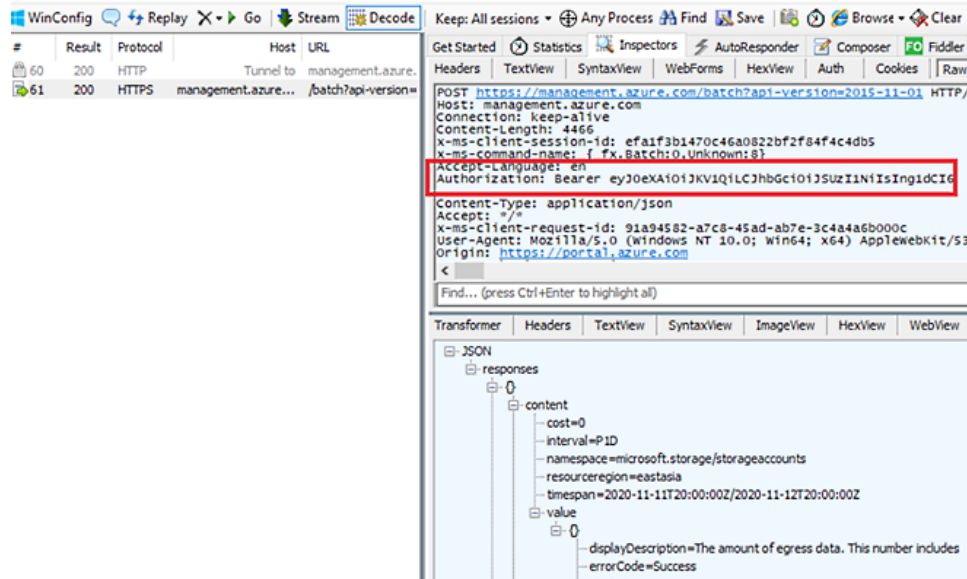 WinConfig Replay X Go Stream Decode Keep: All sessions Any Process Find Save Browse Clear
# Result Protocol Host URL
60 200 HTTP Tunnel to management.azure.
61 200 HTTPS management.azure... /batch?api-version=
Get Started Statistics Inspectors AutoResponder Composer FO Fiddler
Headers TextView SyntaxView WebForms HexView Auth Cookies Raw
POST https://management.azure.com/batch?api-version=2015-11-01 HTTP/
Host: management.azure.com
Connection: keep-alive
Content-Length: 4466
x-ms-client-session-id: efa1f3b1470c46a0822bf2f84f4c4db5
x-ms-command-name: { fx.Batch:0,Unknown:8}
Accept-Language: en
Authorization: Bearer eyJ0eXAiOiJKV1QiLCJhbGciOiJSUzI1NiIsIng1dCI6
Content-Type: application/json
Accept: */*
x-ms-client-request-id: 91a94582-a7c8-45ad-ab7e-3c4a4a6b000c
User-Agent: Mozilla/5.0 (Windows NT 10.0; Win64; x64) AppleWebKit/53
Origin: https://portal.azure.com
Find... (press Ctrl+Enter to highlight all)
Transformer Headers TextView SyntaxView ImageView HexView WebView
JSON
responses
{}
content
cost=0
interval=P1D
namespace=microsoft.storage/storageaccounts
resourceregion=eastasia
timespan=2020-11-11T20:00:00Z/2020-11-12T20:00:00Z
value
{}
displayDescription=The amount of egress data. This number includes
errorCode=Success